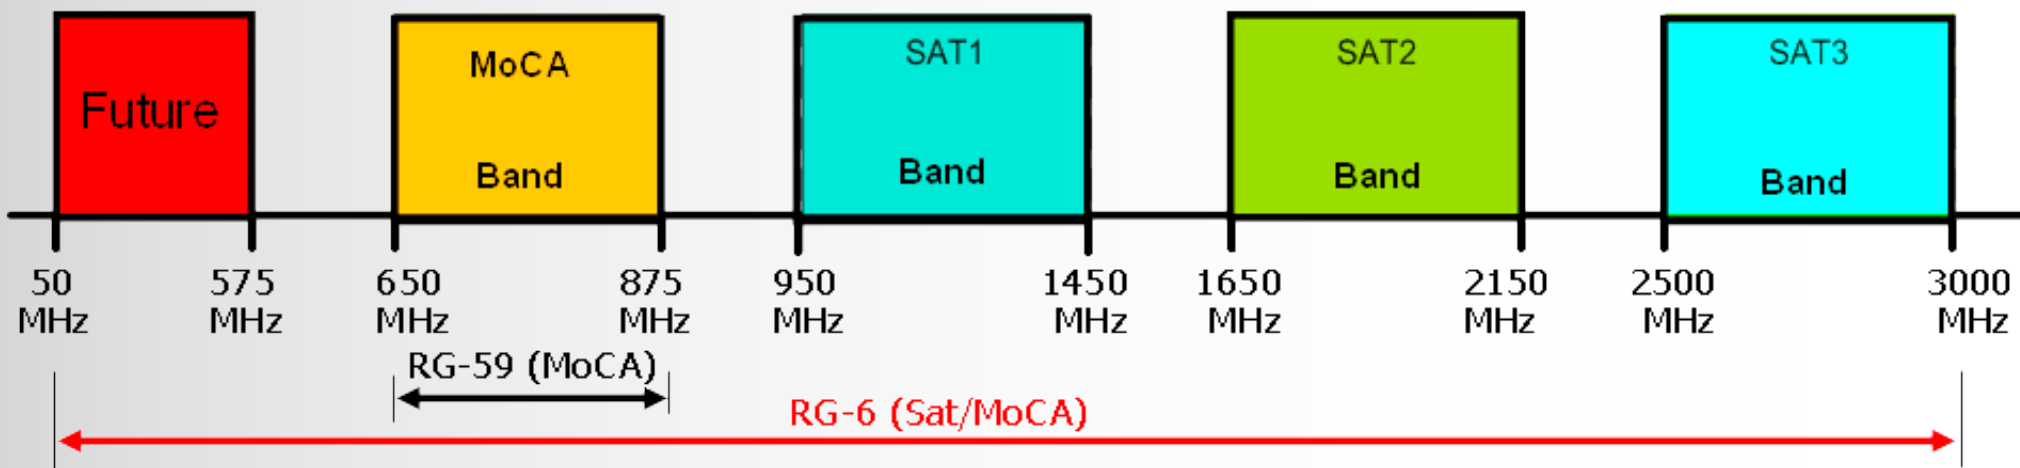 Future
MoCA
Band
SAT1
Band
SAT2
Band
SAT3
Band
50
MHz
575
MHz
650
MHz
875
MHz
950
MHz
1450
MHz
1650
MHz
2150
MHz
2500
MHz
3000
MHz
RG-59 (MoCA)
RG-6 (Sat/MoCA)